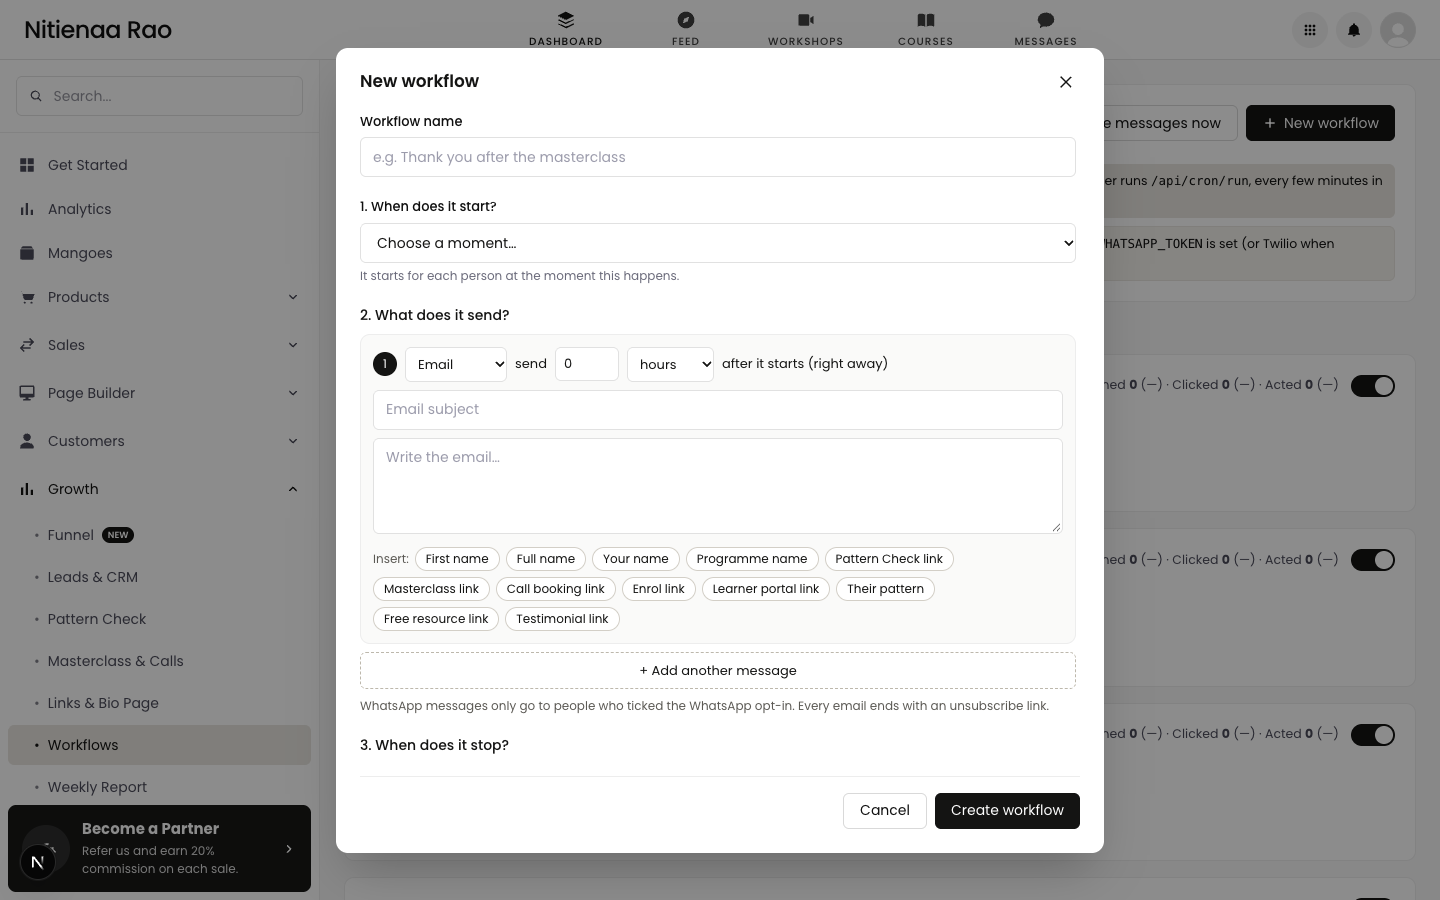 Nitienaa Rao
DASHBOARD
FEED
WORKSHOPS
COURSES
MESSAGES
Search...
Get Started
Analytics
Mangoes
Products
Sales
Page Builder
Customers
Growth
Funnel NEW
Leads & CRM
Pattern Check
Masterclass & Calls
Links & Bio Page
Workflows
Weekly Report
Become a Partner
Refer us and earn 20%
commission on each sale.
N
New workflow
Workflow name
e.g. Thank you after the masterclass
1. When does it start?
Choose a moment...
It starts for each person at the moment this happens.
2. What does it send?
1 Email send 0 hours after it starts (right away)
Email subject
Write the email...
Insert: First name Full name Your name Programme name Pattern Check link
Masterclass link Call booking link Enrol link Learner portal link Their pattern
Free resource link Testimonial link
+ Add another message
WhatsApp messages only go to people who ticked the WhatsApp opt-in. Every email ends with an unsubscribe link.
3. When does it stop?
Cancel Create workflow
messages now
+ New workflow
runs /api/cron/run, every few minutes in
is set (or Twilio when
0 (—) · Clicked 0 (—) · Acted 0 (—)
0 (—) · Clicked 0 (—) · Acted 0 (—)
0 (—) · Clicked 0 (—) · Acted 0 (—)